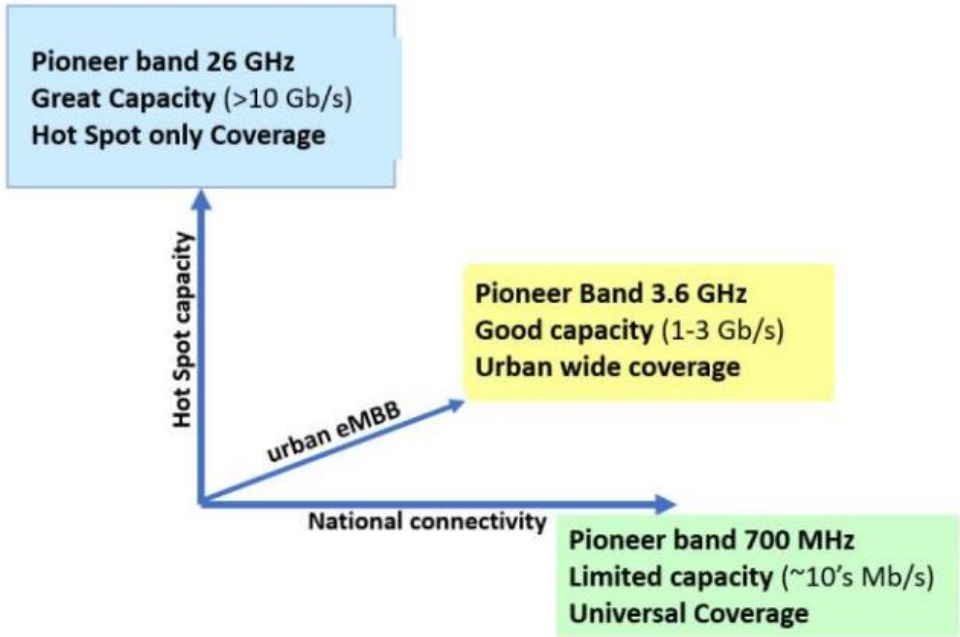 Pioneer band 26 GHz
Great Capacity (>10 Gb/s)
Hot Spot only Coverage
Hot Spot capacity
Pioneer Band 3.6 GHz
Good capacity (1-3 Gb/s)
Urban wide coverage
urban eMBB
National connectivity
Pioneer band 700 MHz
Limited capacity (~10's Mb/s)
Universal Coverage